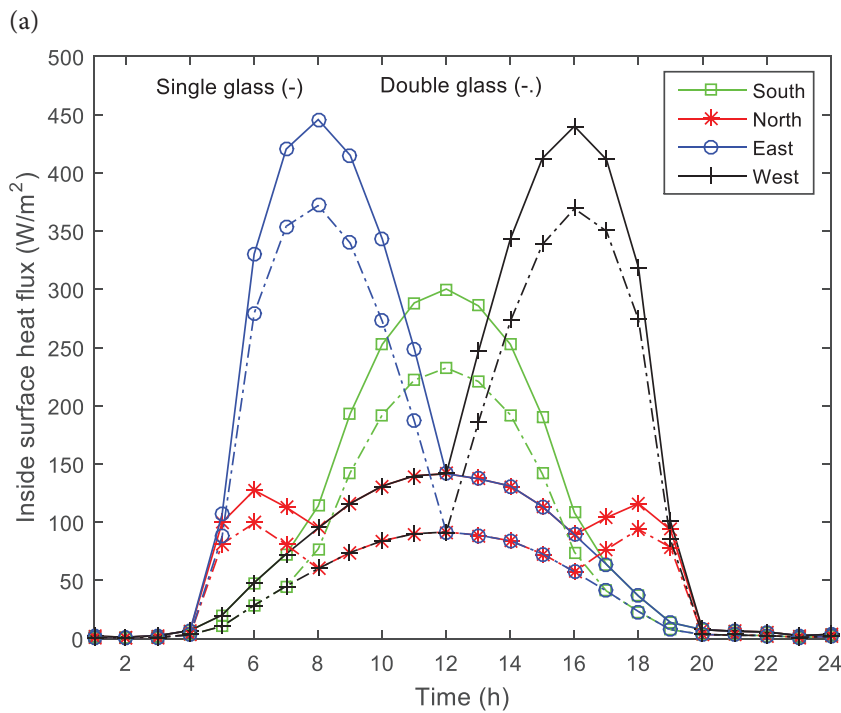 (a)
Single glass (-)
Double glass (-.)
South
North
East
West
Inside surface heat flux (W/m²)
500
450
400
350
300
250
200
150
100
50
0
2 4 6 8 10 12 14 16 18 20 22 24
Time (h)